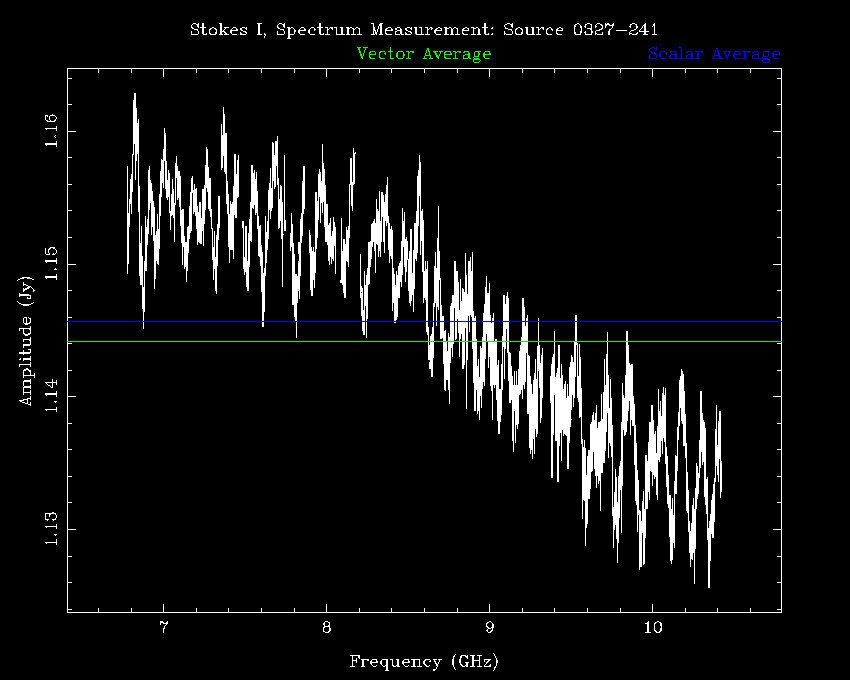 Stokes I, Spectrum Measurement: Source 0327-241
Vector Average
Scalar Average
1.16
1.15
1.14
1.13
Amplitude (Jy)
7
8
9
10
Frequency (GHz)